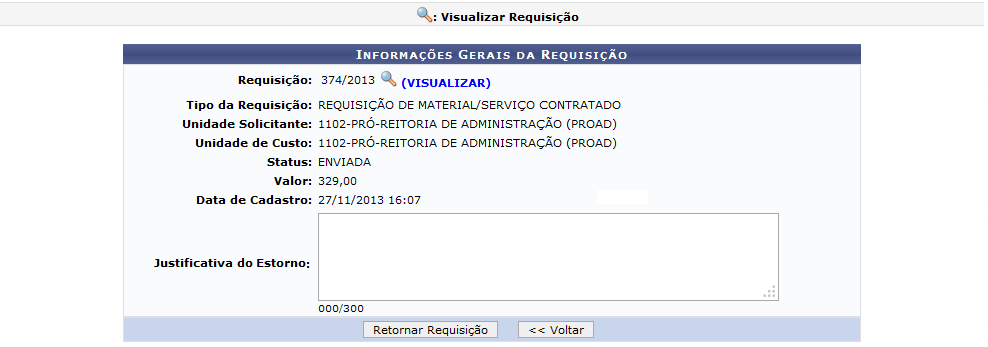 : Visualizar Requisição
INFORMAÇÕES GERAIS DA REQUISIÇÃO
Requisição: 374/2013 (VISUALIZAR)
Tipo da Requisição: REQUISIÇÃO DE MATERIAL/SERVIÇO CONTRATADO
Unidade Solicitante: 1102-PRÓ-REITORIA DE ADMINISTRAÇÃO (PROAD)
Unidade de Custo: 1102-PRÓ-REITORIA DE ADMINISTRAÇÃO (PROAD)
Status: ENVIADA
Valor: 329,00
Data de Cadastro: 27/11/2013 16:07
Justificativa do Estorno:
000/300
Retornar Requisição << Voltar